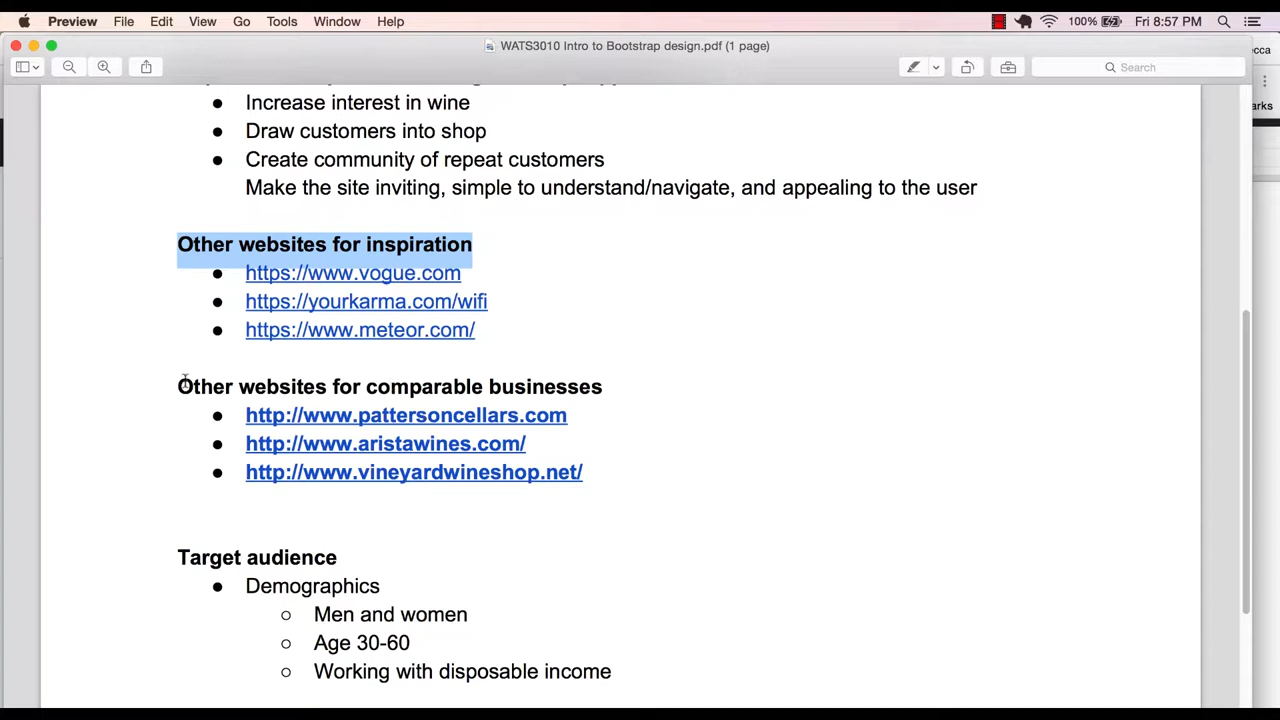 Preview File Edit View Go Tools Window Help 100% Fri 8:57 PM
WATS3010 Intro to Bootstrap design.pdf (1 page)
cca
Search
arks
● Increase interest in wine
● Draw customers into shop
● Create community of repeat customers
Make the site inviting, simple to understand/navigate, and appealing to the user
Other websites for inspiration
● https://www.vogue.com
● https://yourkarma.com/wifi
● https://www.meteor.com/
Other websites for comparable businesses
● http://www.pattersoncellars.com
● http://www.aristawines.com/
● http://www.vineyardwineshop.net/
Target audience
● Demographics
○ Men and women
○ Age 30-60
○ Working with disposable income